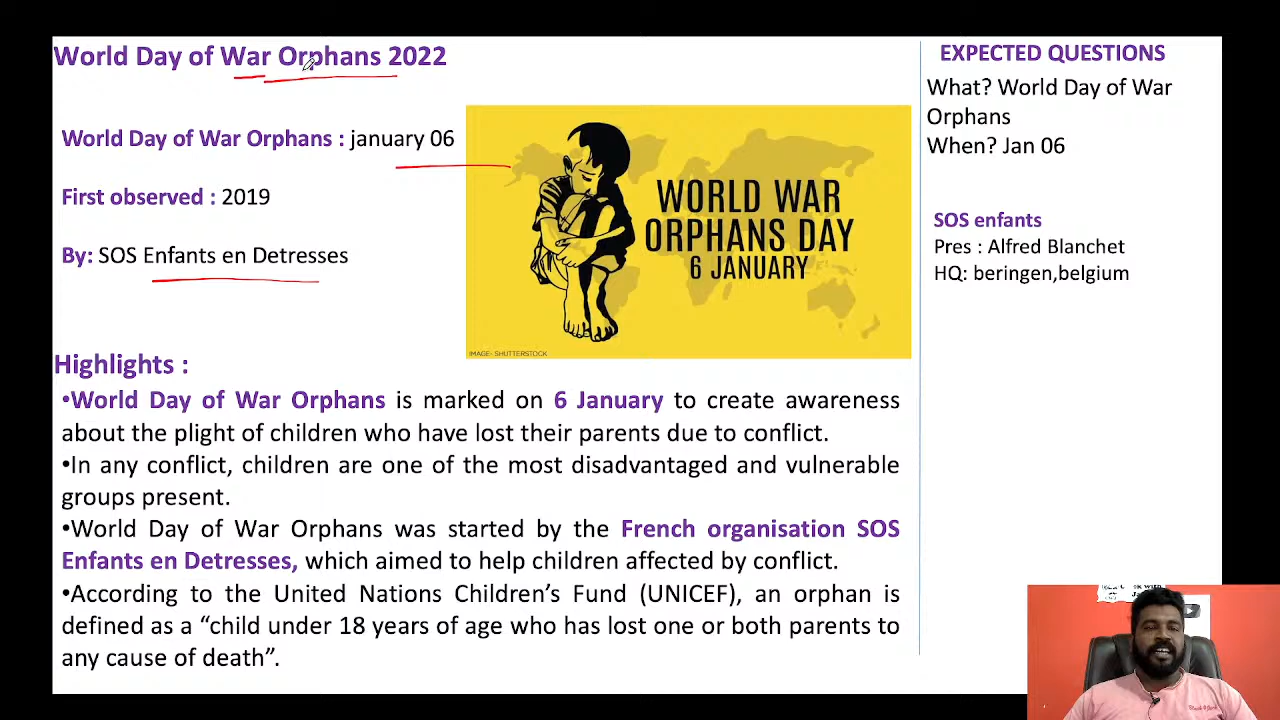 World Day of War Orphans 2022
World Day of War Orphans : january 06
First observed : 2019
By: SOS Enfants en Detresses
WORLD WAR
ORPHANS DAY
6 JANUARY
IMAGE- SHUTTERSTOCK
Highlights :
•World Day of War Orphans is marked on 6 January to create awareness
about the plight of children who have lost their parents due to conflict.
•In any conflict, children are one of the most disadvantaged and vulnerable
groups present.
•World Day of War Orphans was started by the French organisation SOS
Enfants en Detresses, which aimed to help children affected by conflict.
•According to the United Nations Children’s Fund (UNICEF), an orphan is
defined as a “child under 18 years of age who has lost one or both parents to
any cause of death”.
EXPECTED QUESTIONS
What? World Day of War
Orphans
When? Jan 06
SOS enfants
Pres : Alfred Blanchet
HQ: beringen,belgium